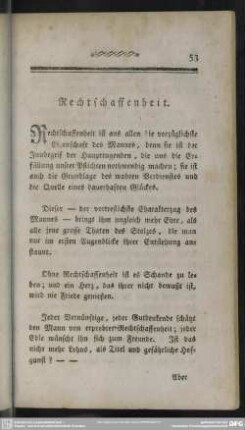 53
Rechtschaffenheit.
Rechtschaffenheit ist aus allen die vorzüglichste
Eigenschaft des Mannes, denn sie ist der
Innbegrif der Haupttugenden, die uns die Er-
füllung unsrer Pflichten nothwendig machen; sie ist
auch die Grundlage des wahren Verdienstes und
die Quelle eines dauerhaften Glückes.
Dieser — der vortreflichste Charakterzug des
Mannes — bringt ihm ungleich mehr Ehre, als
alle jene große Thaten des Stolzes, die man
nur im ersten Augenblicke ihrer Entstehung an-
staunt.
Ohne Rechtschaffenheit ist es Schande zu le-
ben; und ein Herz, das ihrer nicht bewußt ist,
wird nie Friede genießen.
Jeder Vernünftige, jeder Gutdenkende schätzt
den Mann von erprobter Rechtschaffenheit; jeder
Edle wünscht ihn sich zum Freunde. Ist das
nicht mehr Lohns, als Titel und gefährliche Hof-
gunst? — —
Aber